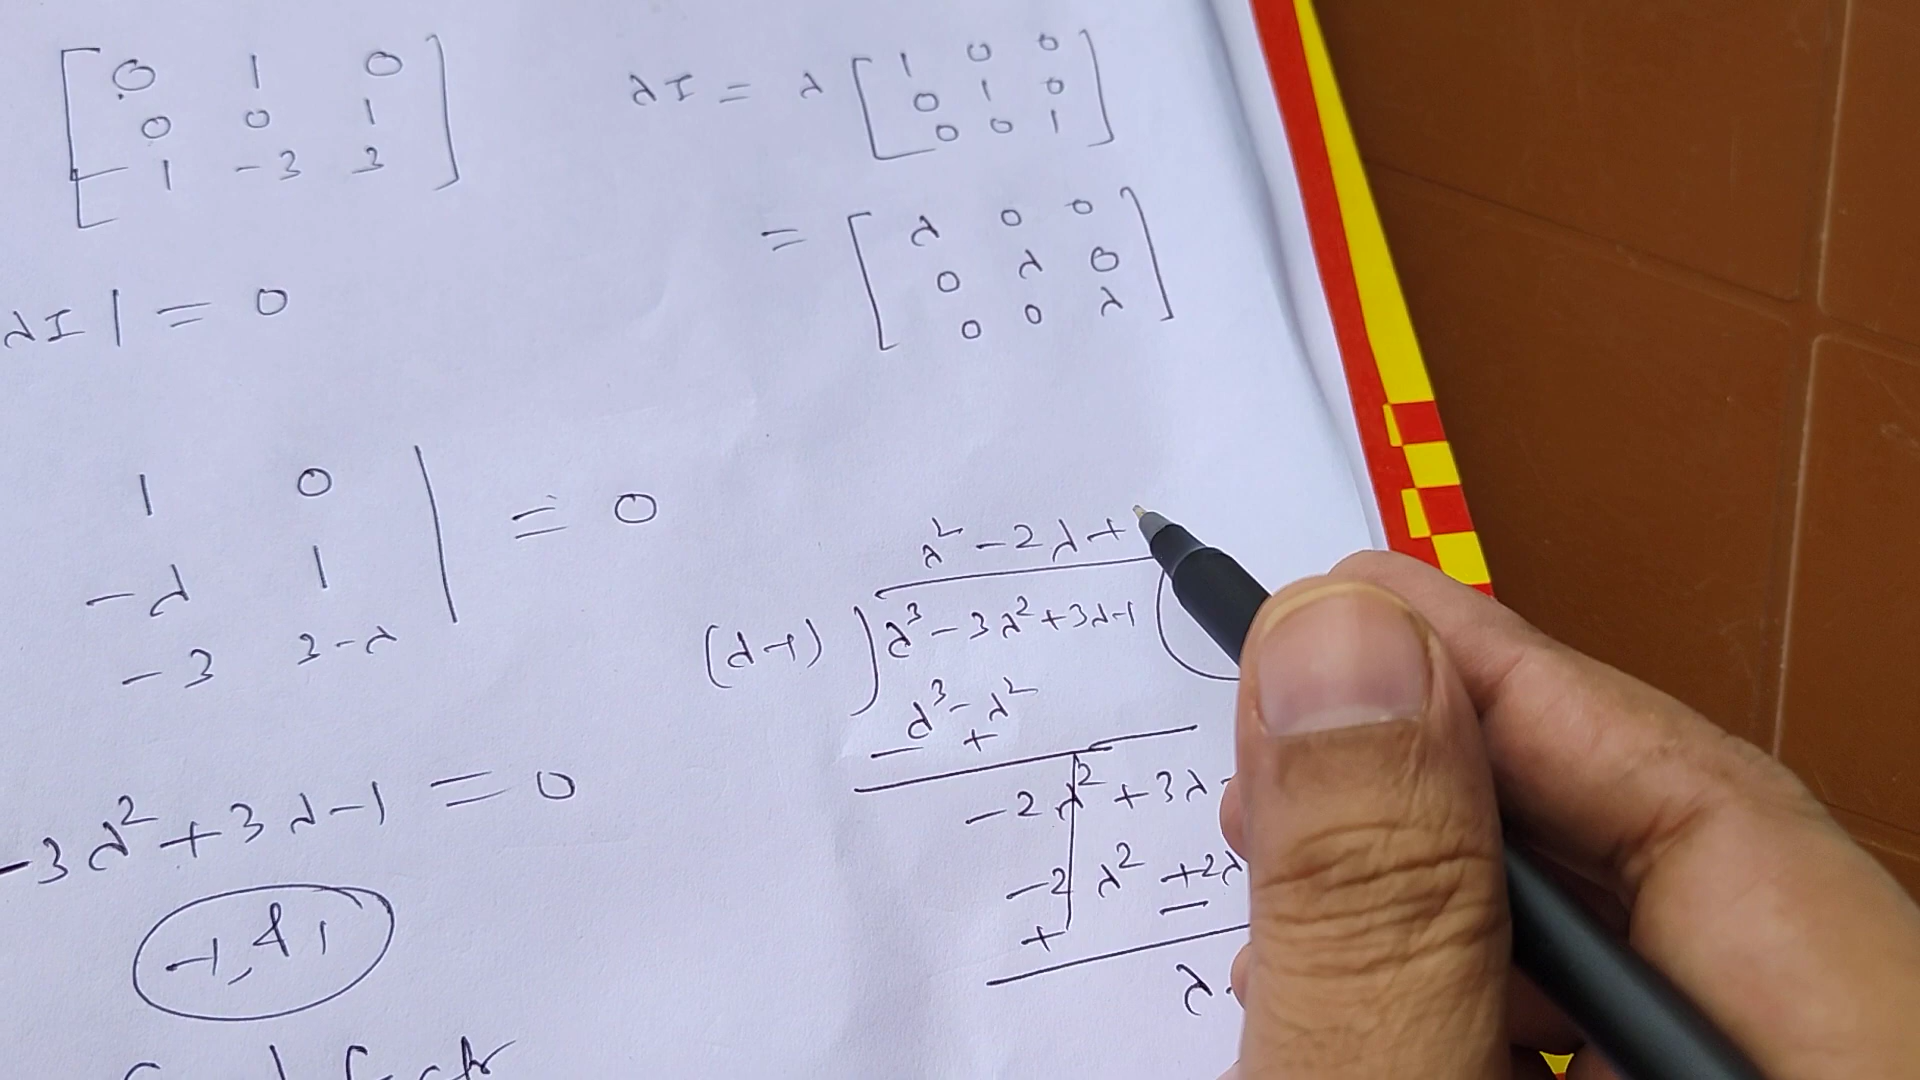 [0 1 0
0 0 1
1 -3 3]
λI = λ [1 0 0
0 1 0
0 0 1]
= [λ 0 0
0 λ 0
0 0 λ]
λI | = 0
1 0
-λ 1
-3 3-λ | = 0
-3λ²+3λ-1 = 0
-1, & 1
λ² -2λ+
(λ-1) ) λ³-3λ²+3λ-1 (
λ³-λ²
- +
-2λ²+3λ-
-2λ² +2λ
+ -
λ-